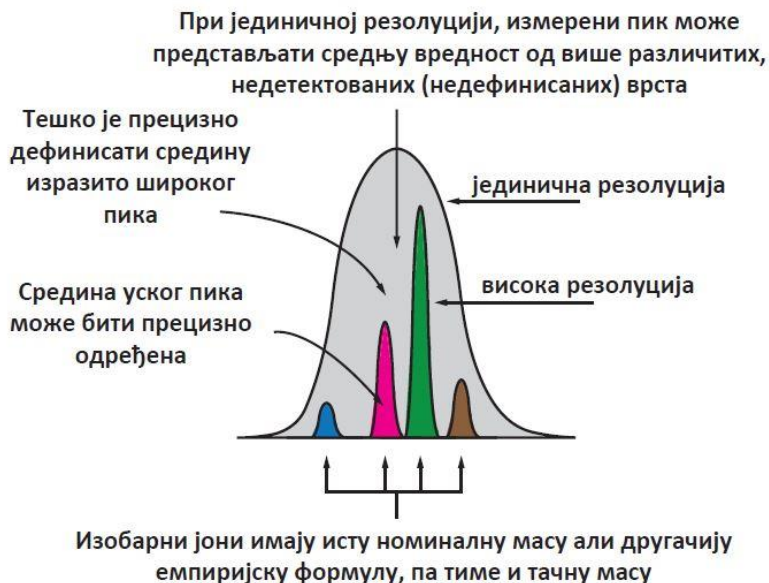 При јединичној резолуцији, измерени пик може
представљати средњу вредност од више различитих,
недетектованих (недефинисаних) врста
Тешко је прецизно
дефинисати средину
изразито широког
пика
јединична резолуција
висока резолуција
Средина уског пика
може бити прецизно
одређена
Изобарни јони имају исту номиналну масу али другачију
емпиријску формулу, па тиме и тачну масу